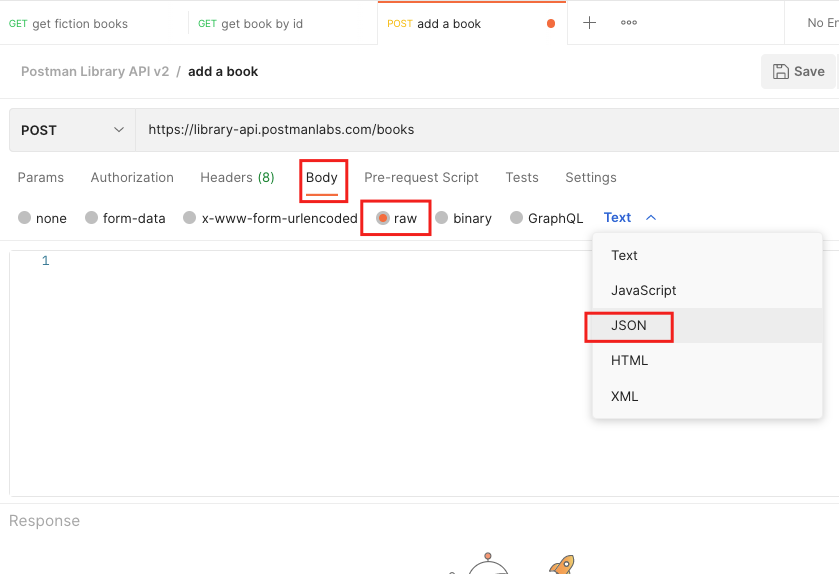 GET get fiction books GET get book by id POST add a book No En
Postman Library API v2 / add a book Save
POST https://library-api.postmanlabs.com/books
Params Authorization Headers (8) Body Pre-request Script Tests Settings
none form-data x-www-form-urlencoded raw binary GraphQL Text
1
Text
JavaScript
JSON
HTML
XML
Response